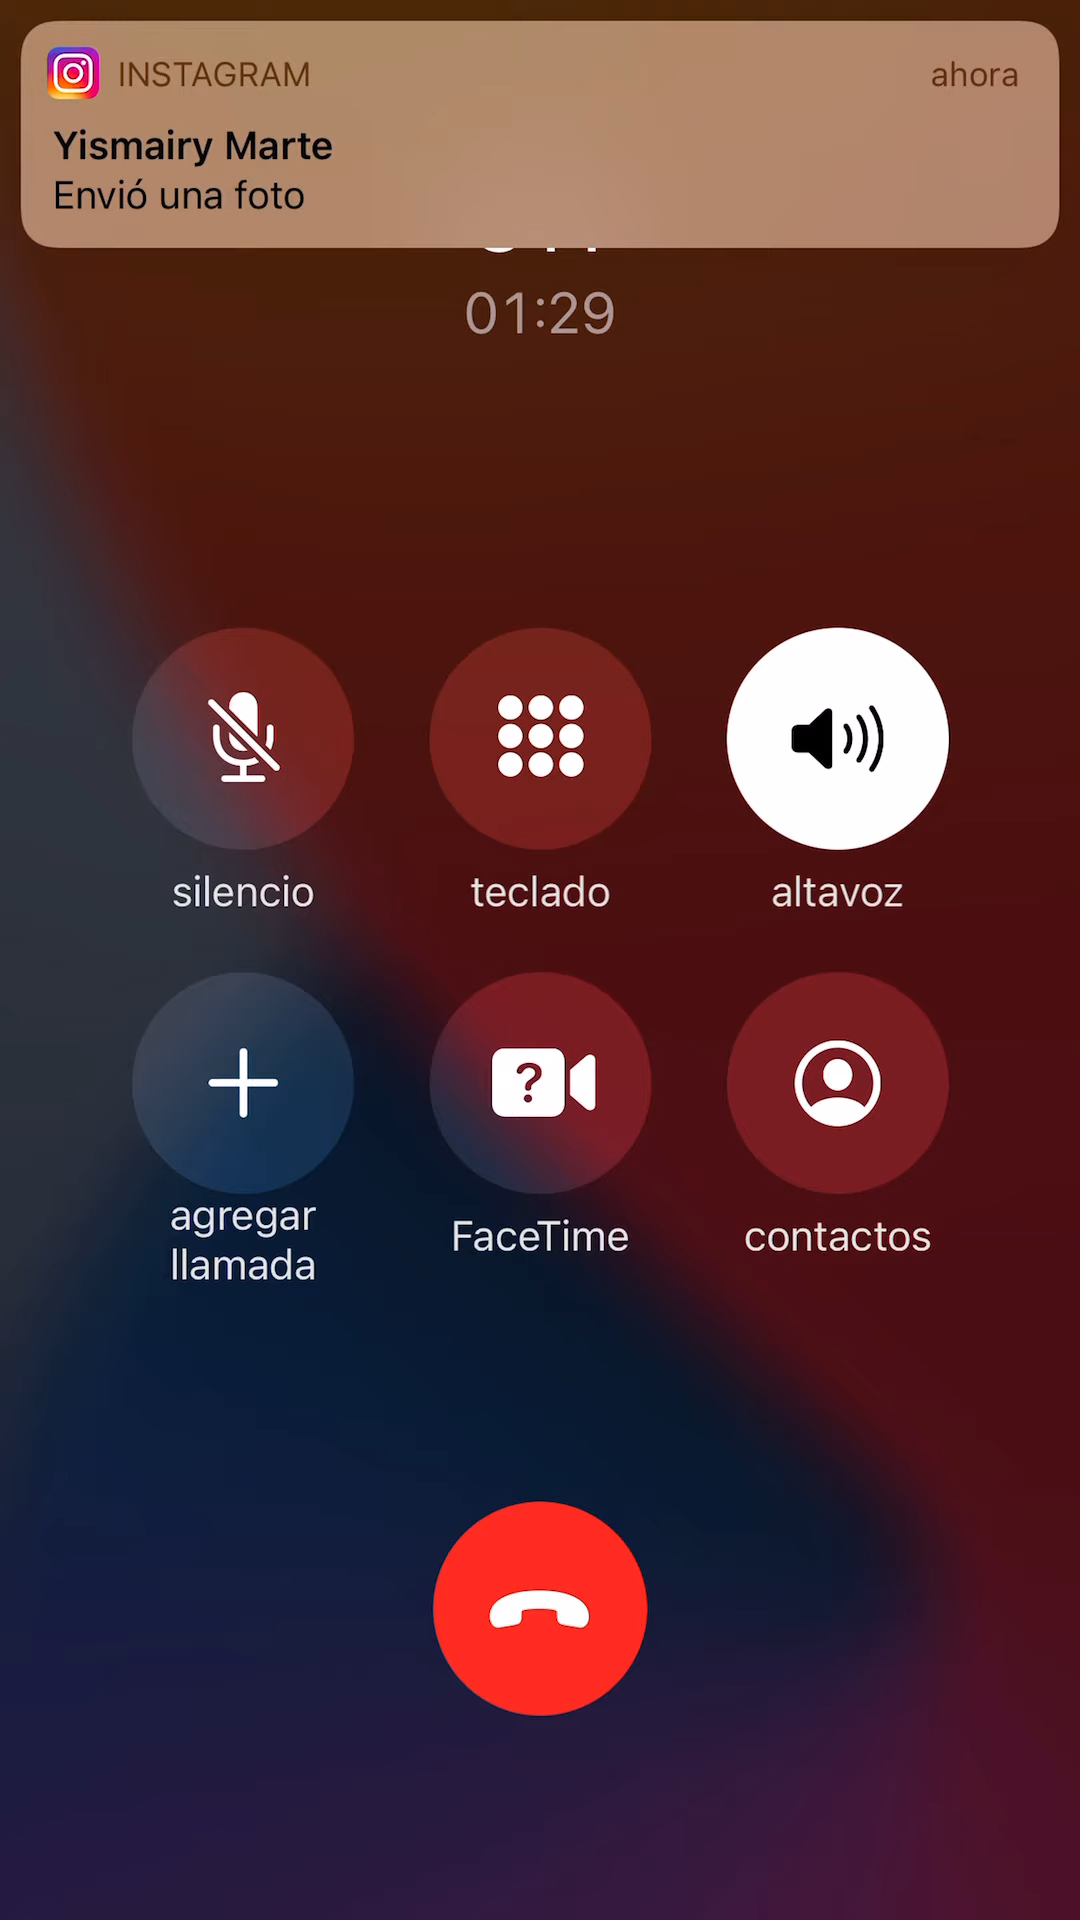 INSTAGRAM ahora
Yismairy Marte
Envió una foto
01:29
silencio teclado altavoz
agregar llamada FaceTime contactos